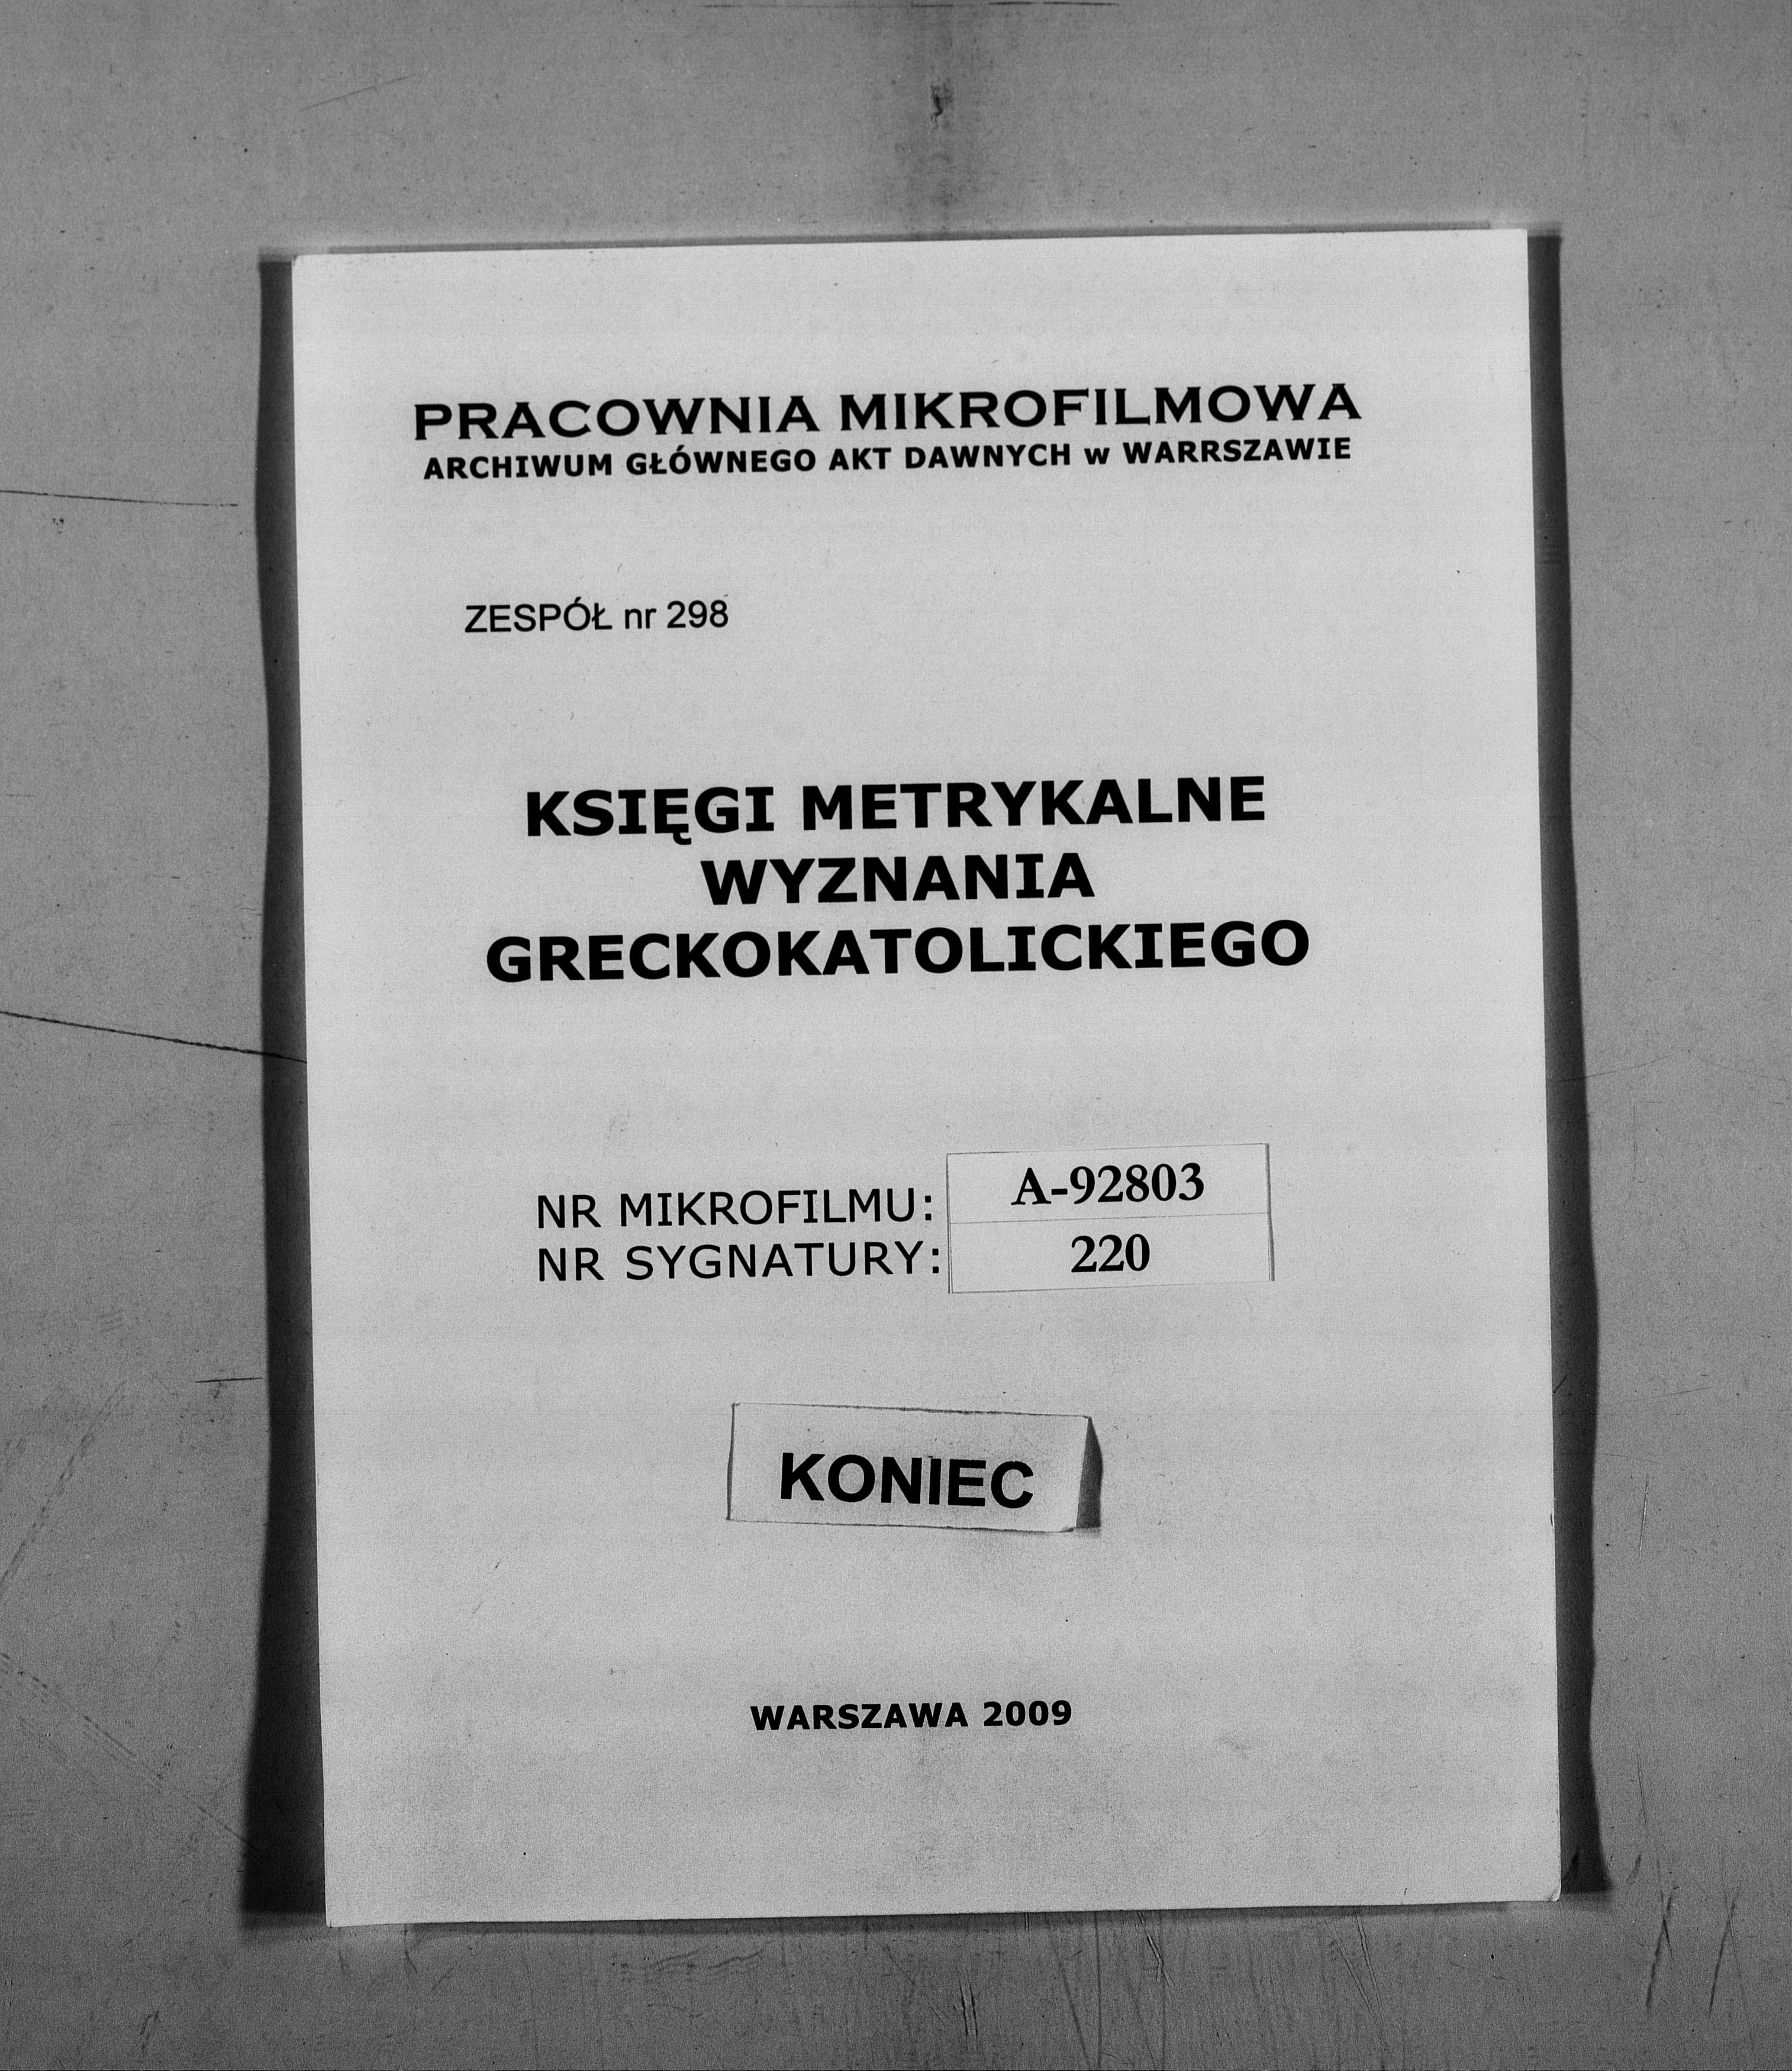 PRACOWNIA MIKROFILMOWA
ARCHIWUM GŁÓWNEGO AKT DAWNYCH w WARRSZAWIE
ZESPÓŁ nr 298
KSIĘGI METRYKALNE
WYZNANIA
GRECKOKATOLICKIEGO
NR MIKROFILMU: A-92803
NR SYGNATURY: 220
KONIEC
WARSZAWA 2009